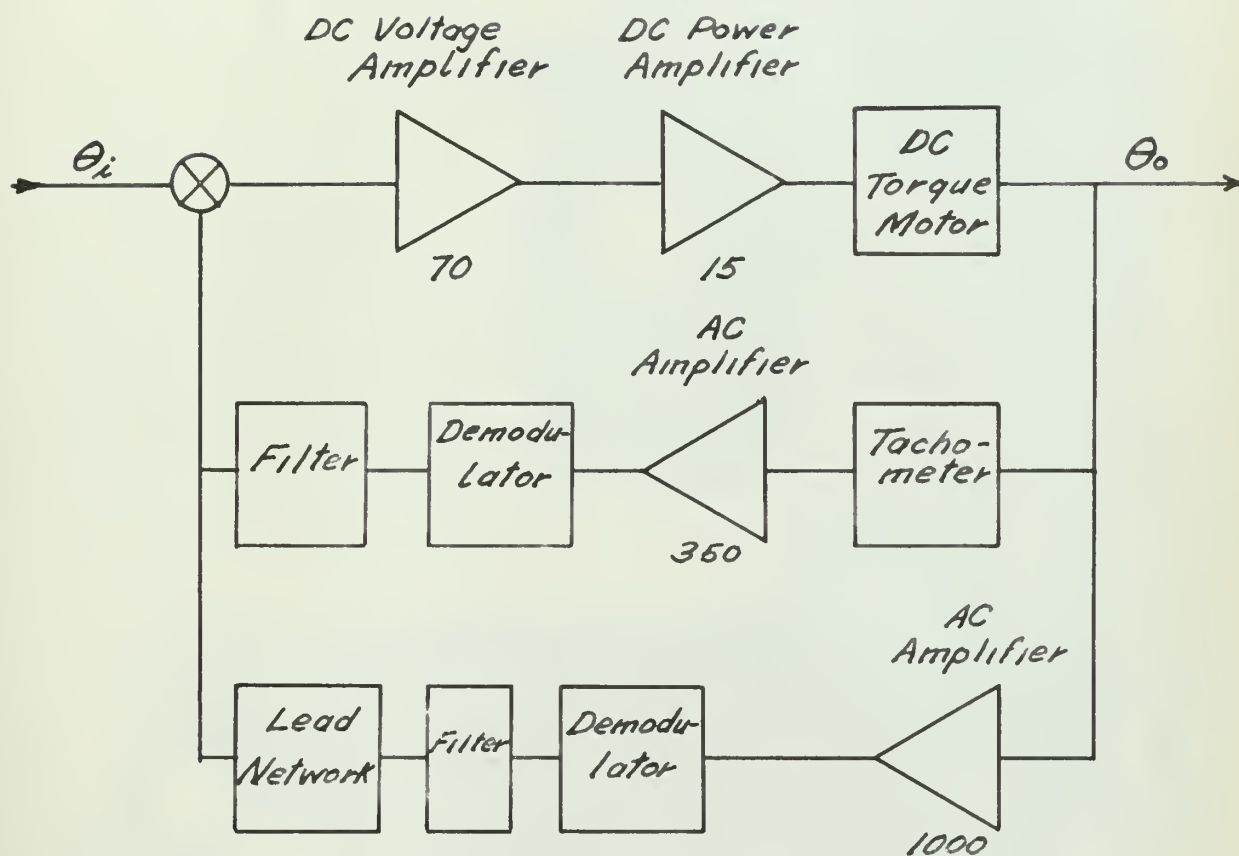 DC Voltage
Amplifier
DC Power
Amplifier
θi
70
15
DC
Torque
Motor
θo
AC
Amplifier
Filter
Demodu-
lator
350
Tacho-
meter
AC
Amplifier
Lead
Network
Filter
Demodu-
lator
1000